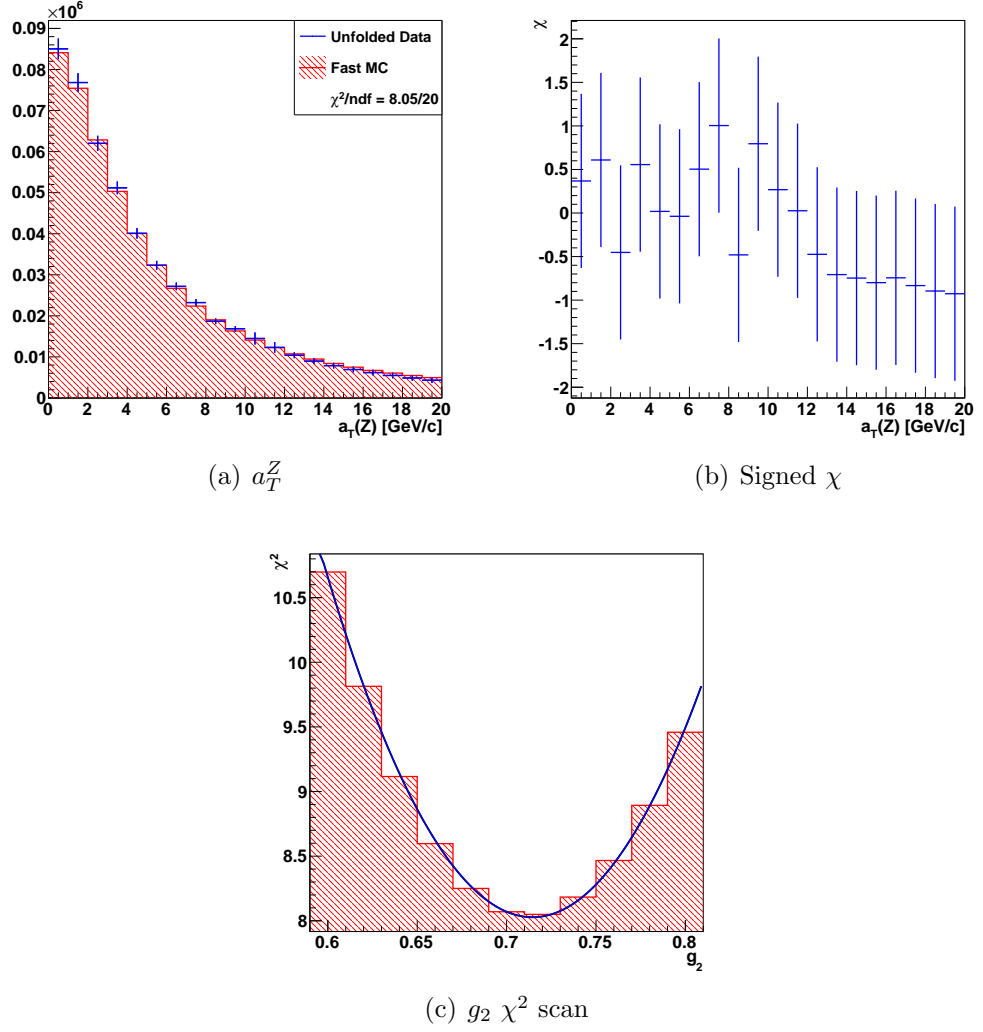 ×10⁶
0.09
0.08
0.07
0.06
0.05
0.04
0.03
0.02
0.01
0
Unfolded Data
Fast MC
χ²/ndf = 8.05/20
0 2 4 6 8 10 12 14 16 18 20
a_T(Z) [GeV/c]
(a) a_T^Z
χ
2
1.5
1
0.5
0
-0.5
-1
-1.5
-2
0 2 4 6 8 10 12 14 16 18 20
a_T(Z) [GeV/c]
(b) Signed χ
χ²
10.5
10
9.5
9
8.5
8
0.6 0.65 0.7 0.75 0.8
g₂
(c) g₂ χ² scan